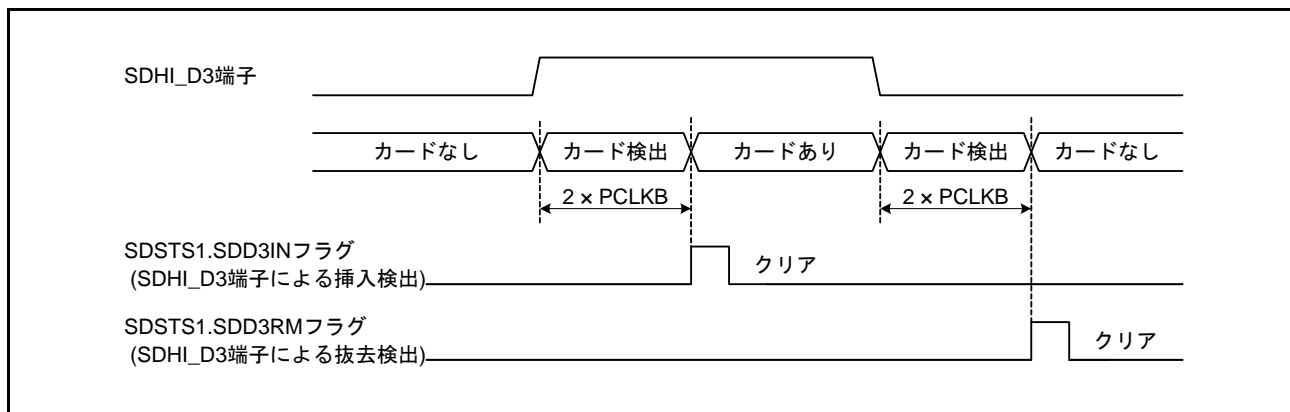 SDHI_D3端子
カードなし カード検出 カードあり カード検出 カードなし
2 × PCLKB 2 × PCLKB
SDSTS1.SDD3INフラグ
(SDHI_D3端子による挿入検出)
クリア
SDSTS1.SDD3RMフラグ
(SDHI_D3端子による抜去検出)
クリア